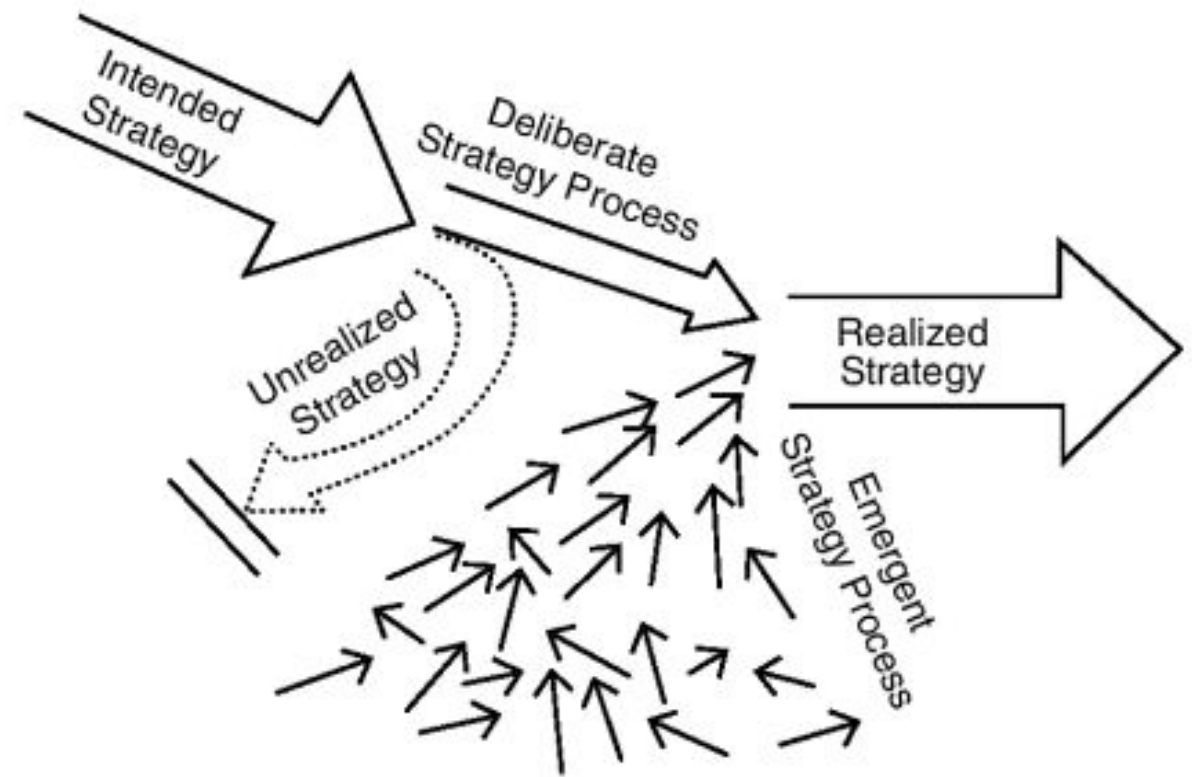 Intended
Strategy
Deliberate
Strategy Process
Unrealized
Strategy
Realized
Strategy
Emergent
Strategy Process